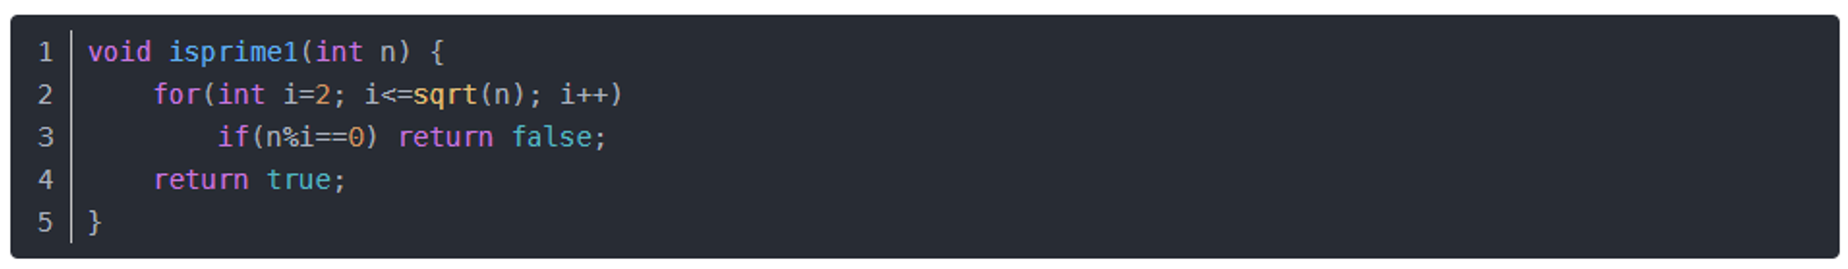 1 void isprime1(int n) {
2     for(int i=2; i<=sqrt(n); i++)
3         if(n%i==0) return false;
4     return true;
5 }